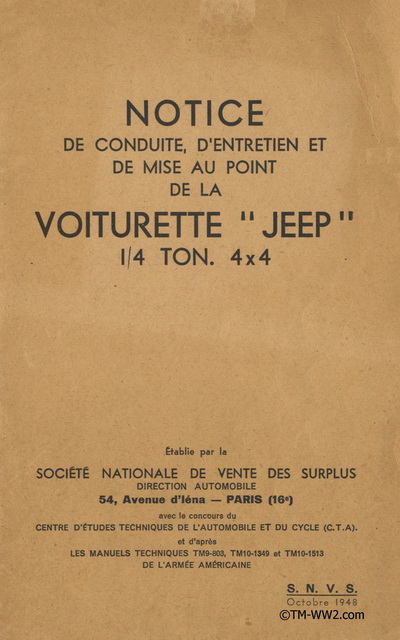 NOTICE
DE CONDUITE, D'ENTRETIEN ET
DE MISE AU POINT
DE LA
VOITURETTE "JEEP"
1/4 TON. 4x4
Établie par la
SOCIÉTÉ NATIONALE DE VENTE DES SURPLUS
DIRECTION AUTOMOBILE
54, Avenue d'Iéna — PARIS (16e)
avec le concours du
CENTRE D'ÉTUDES TECHNIQUES DE L'AUTOMOBILE ET DU CYCLE (C.T.A.)
et d'après
LES MANUELS TECHNIQUES TM9-803, TM10-1349 et TM10-1513
DE L'ARMÉE AMÉRICAINE
S. N. V. S.
Octobre 1948
©TM-WW2.com